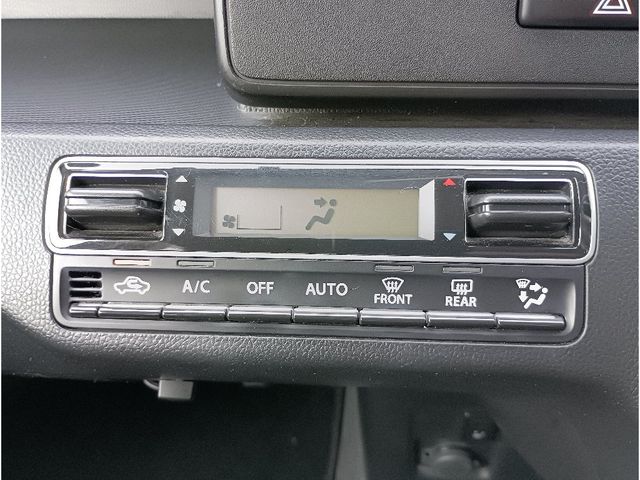 A/C OFF AUTO FRONT REAR